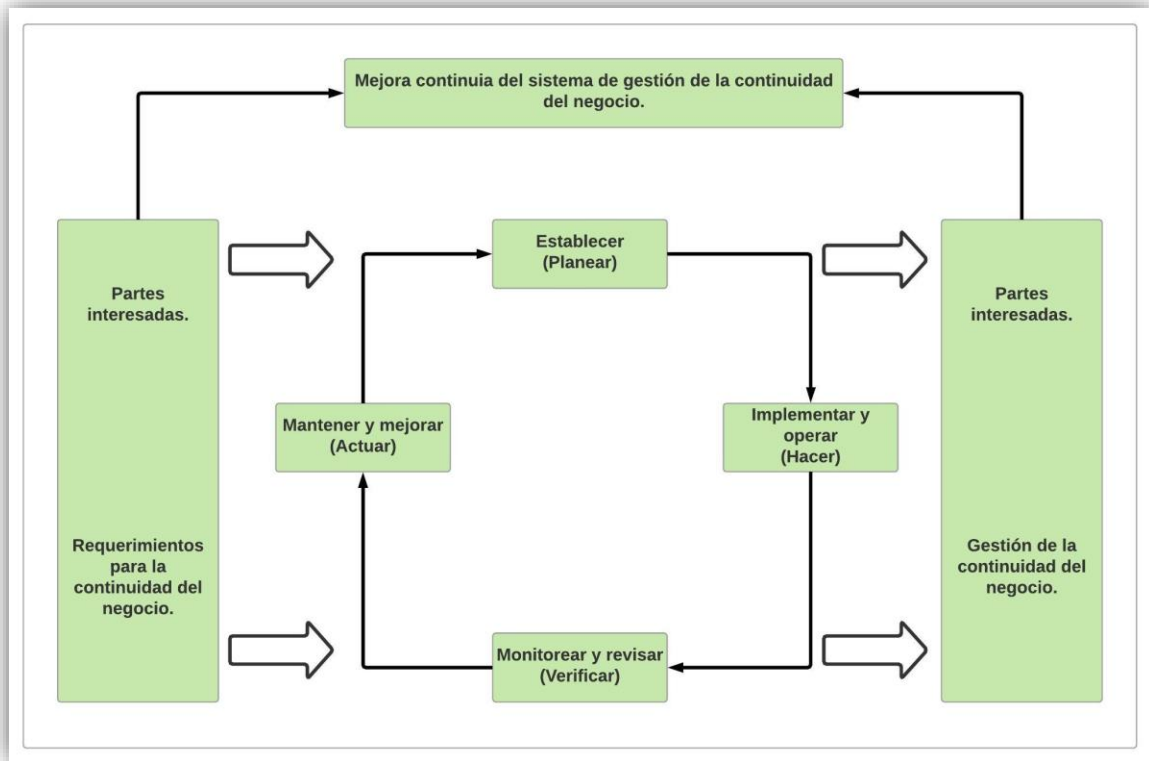 Mejora continuia del sistema de gestión de la continuidad
del negocio.
Establecer
(Planear)
Partes
interesadas.
Partes
interesadas.
Mantener y mejorar
(Actuar)
Implementar y
operar
(Hacer)
Requerimientos
para la
continuidad del
negocio.
Gestión de la
continuidad del
negocio.
Monitorear y revisar
(Verificar)